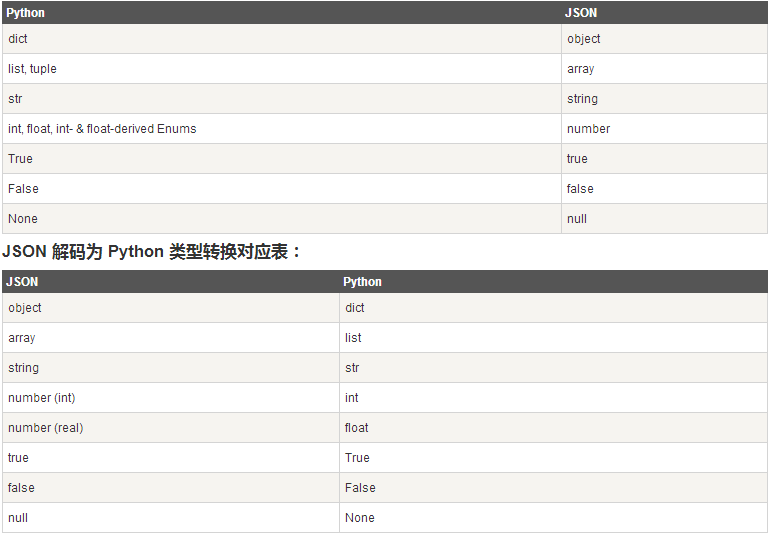 Python JSON
dict object
list, tuple array
str string
int, float, int- & float-derived Enums number
True true
False false
None null
JSON 解码为 Python 类型转换对应表：
JSON Python
object dict
array list
string str
number (int) int
number (real) float
true True
false False
null None